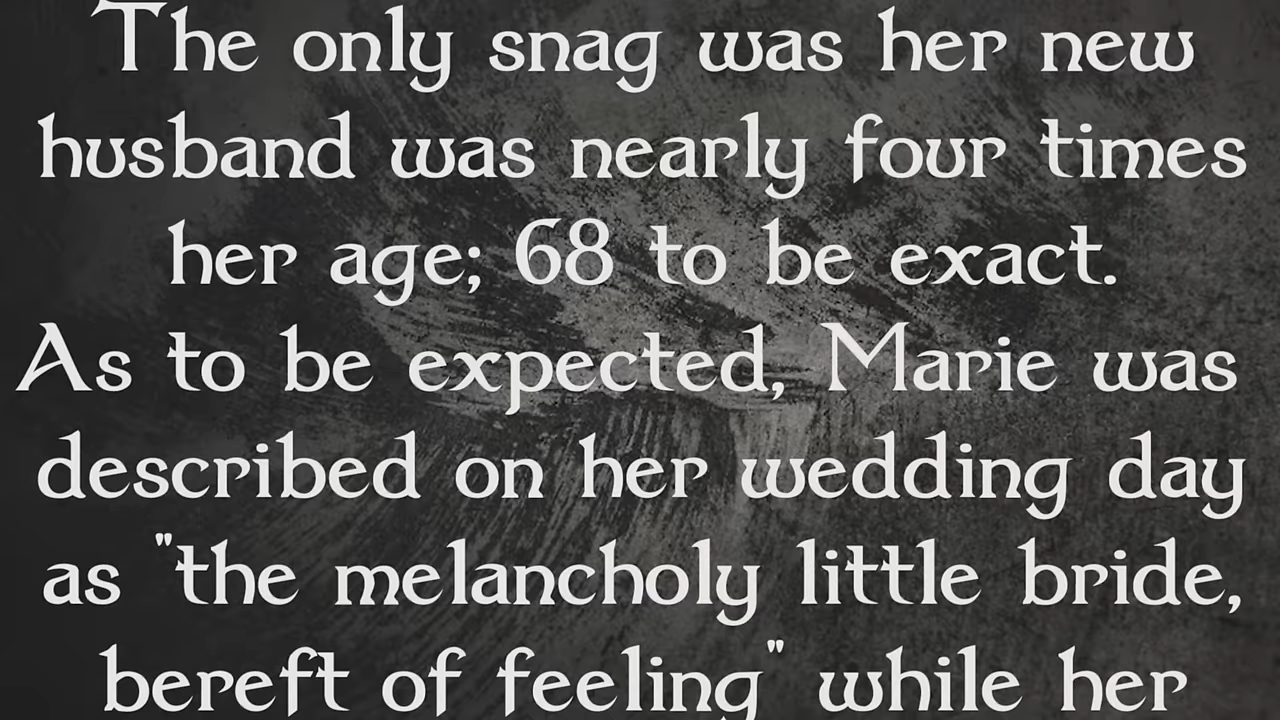 The only snag was her new
husband was nearly four times
her age; 68 to be exact.
As to be expected, Marie was
described on her wedding day
as "the melancholy little bride,
bereft of feeling" while her